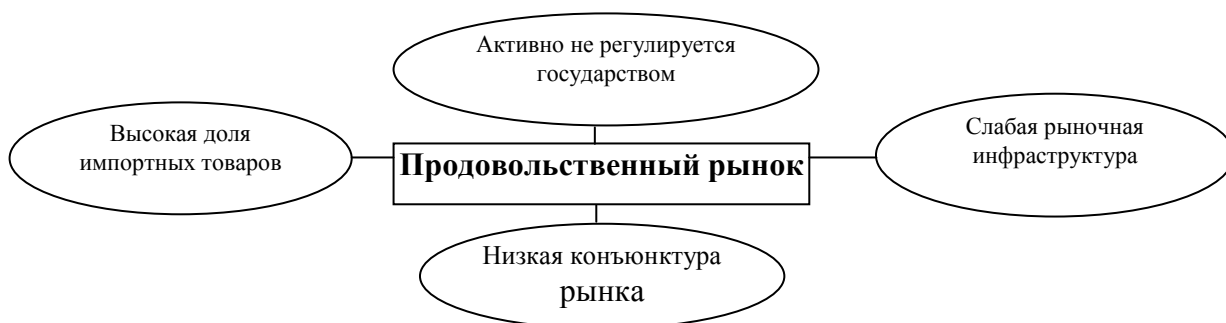 Активно не регулируется
государством
Высокая доля
импортных товаров
Продовольственный рынок
Слабая рыночная
инфраструктура
Низкая конъюнктура
рынка